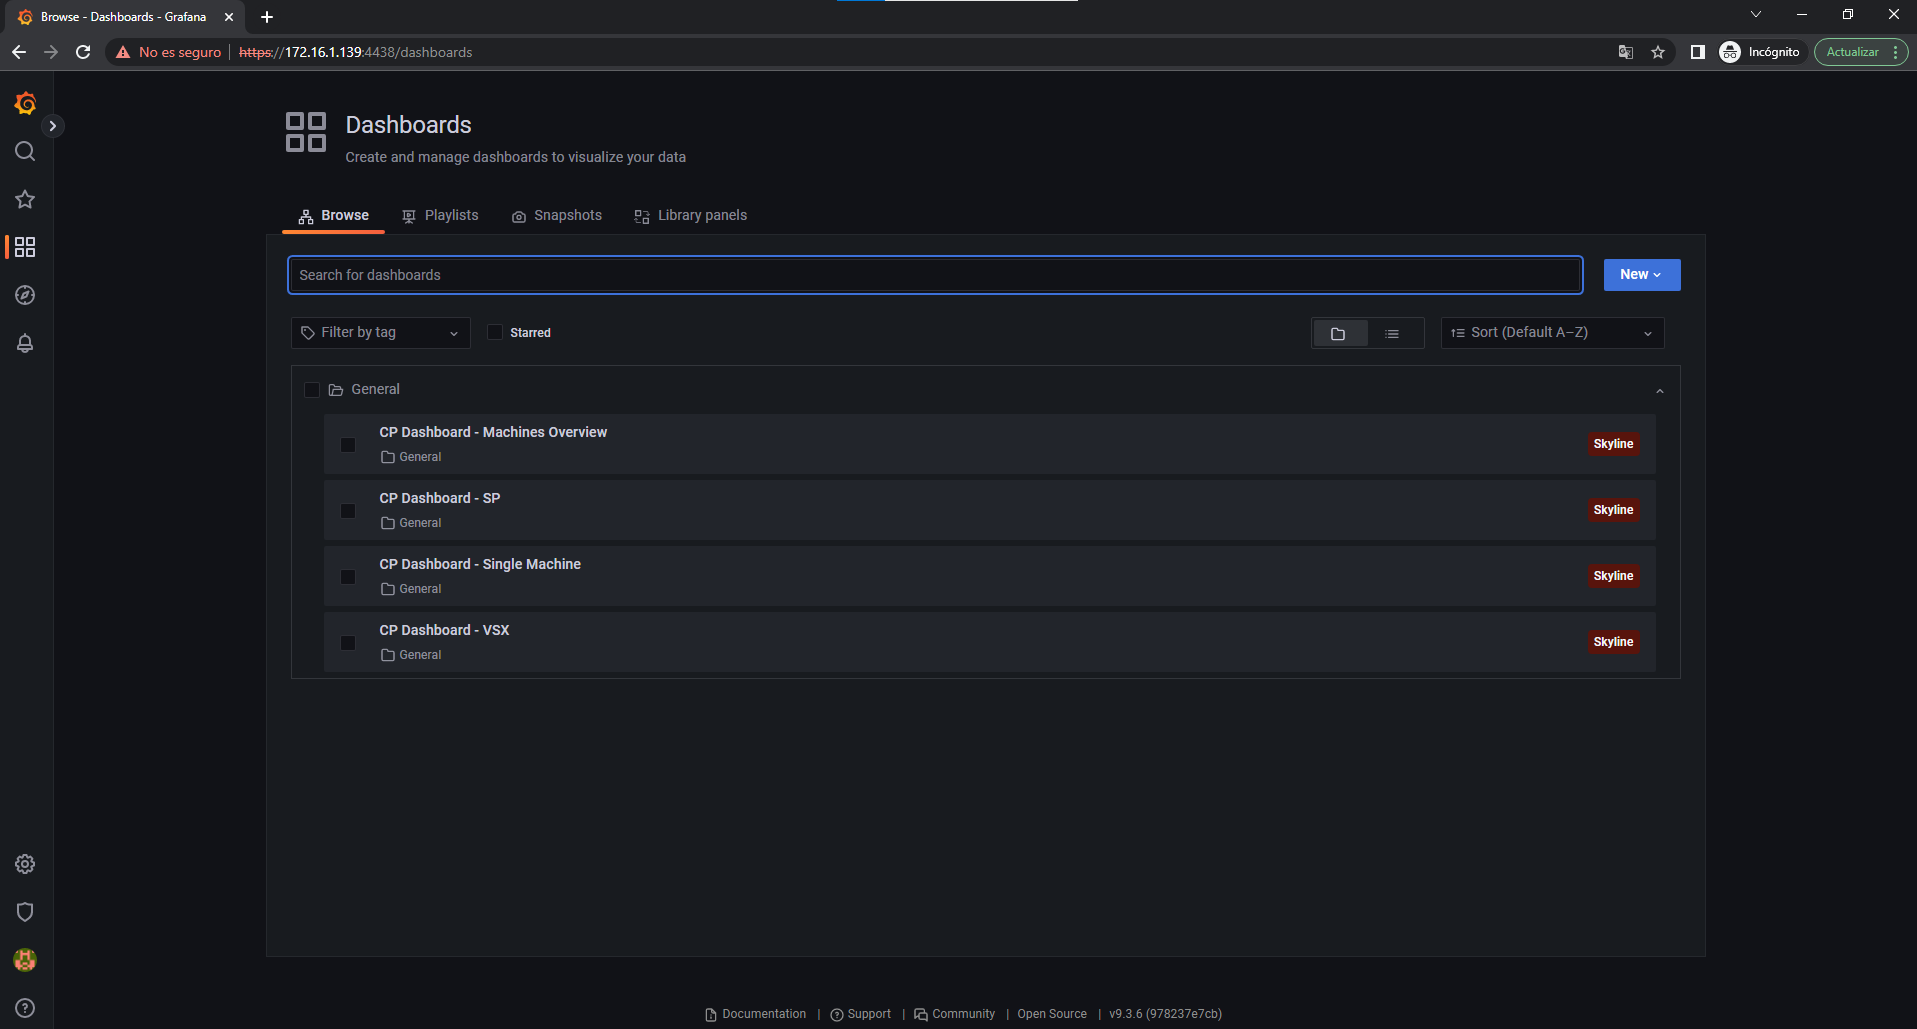 Browse - Dashboards - Grafana
No es seguro
https://172.16.1.139:4438/dashboards
Incógnito
Actualizar
Dashboards
Create and manage dashboards to visualize your data
Browse
Playlists
Snapshots
Library panels
Search for dashboards
New
Filter by tag
Starred
Sort (Default A–Z)
General
CP Dashboard - Machines Overview
General
Skyline
CP Dashboard - SP
General
Skyline
CP Dashboard - Single Machine
General
Skyline
CP Dashboard - VSX
General
Skyline
Documentation | Support | Community | Open Source | v9.3.6 (978237e7cb)